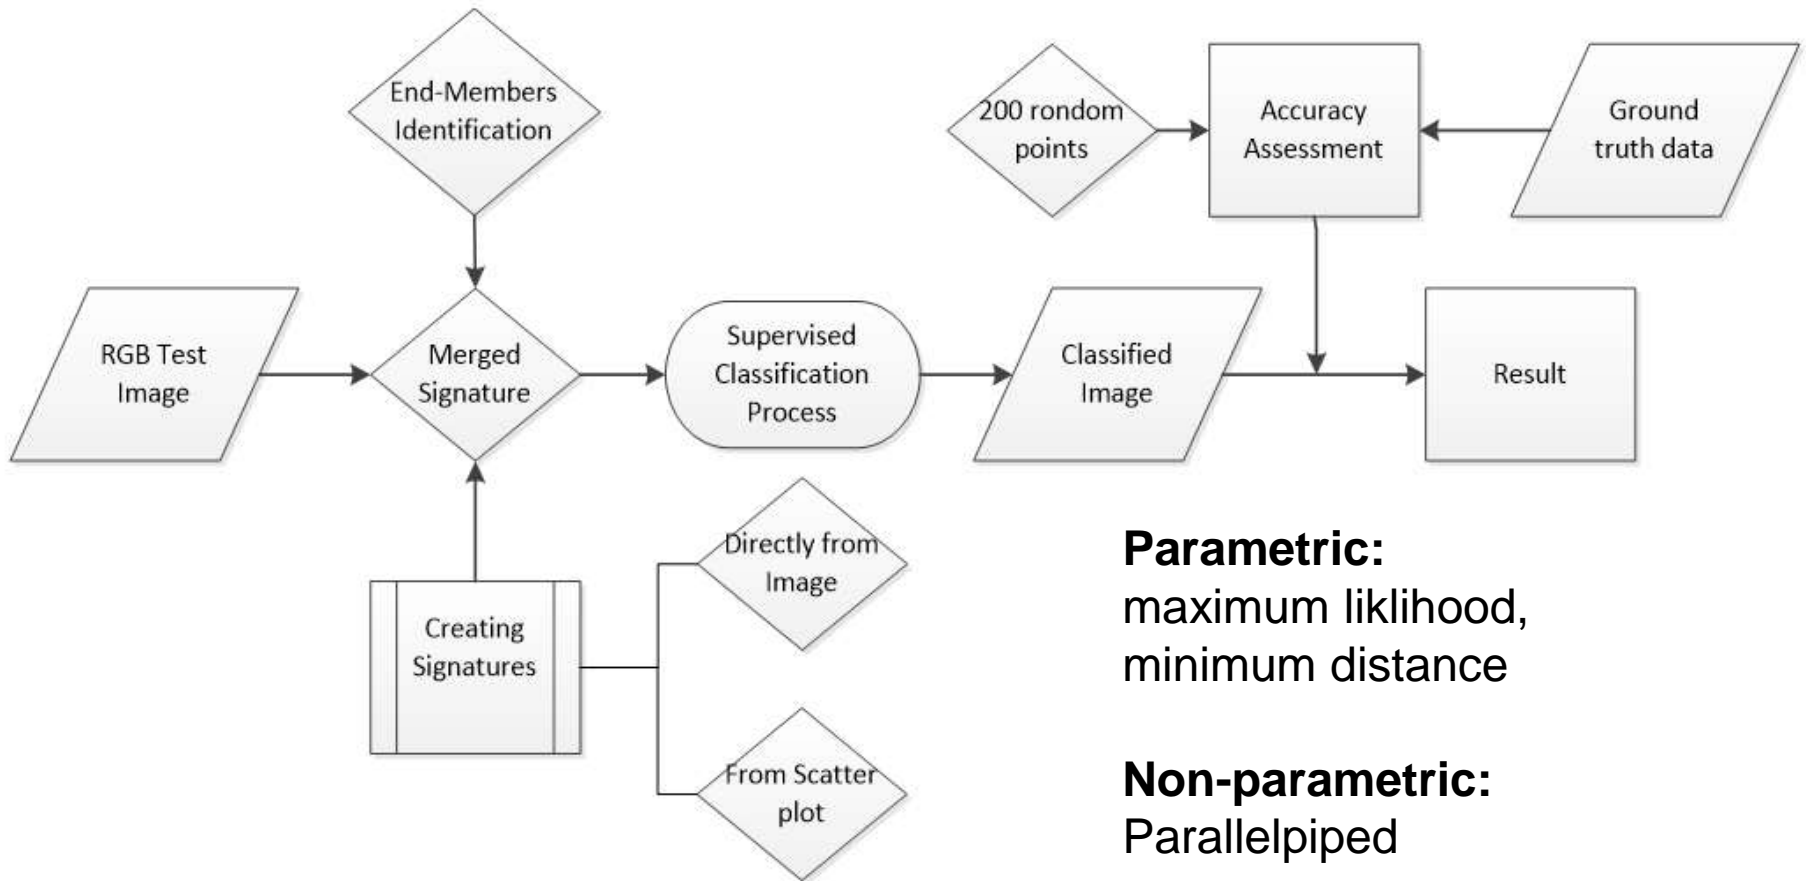 End-Members
Identification
200 rondom
points
Accuracy
Assessment
Ground
truth data
RGB Test
Image
Merged
Signature
Supervised
Classification
Process
Classified
Image
Result
Creating
Signatures
Directly from
Image
From Scatter
plot
Parametric:
maximum liklihood,
minimum distance
Non-parametric:
Parallelpiped